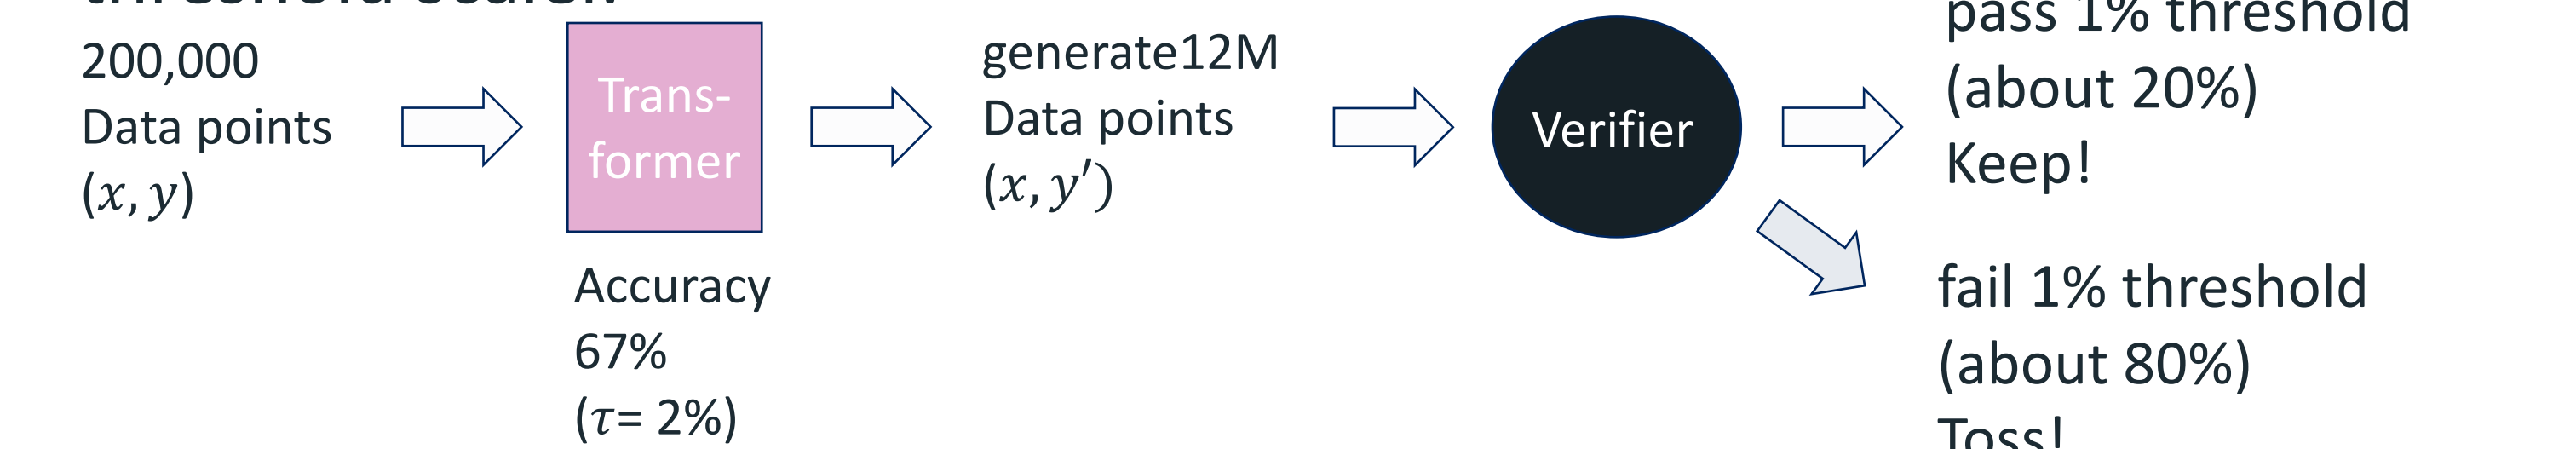 200,000
Data points
(x, y)
Trans-
former
Accuracy
67%
(τ= 2%)
generate12M
Data points
(x, y′)
Verifier
pass 1% threshold
(about 20%)
Keep!
fail 1% threshold
(about 80%)
Toss!